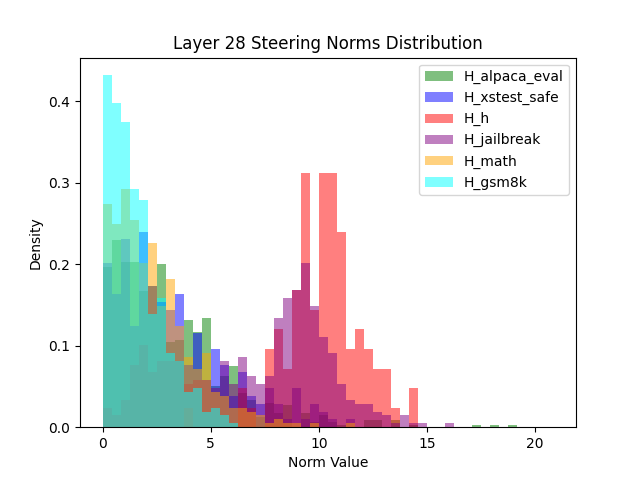 Layer 28 Steering Norms Distribution
H_alpaca_eval
H_xstest_safe
H_h
H_jailbreak
H_math
H_gsm8k
Density
0.4
0.3
0.2
0.1
0.0
0
5
10
15
20
Norm Value